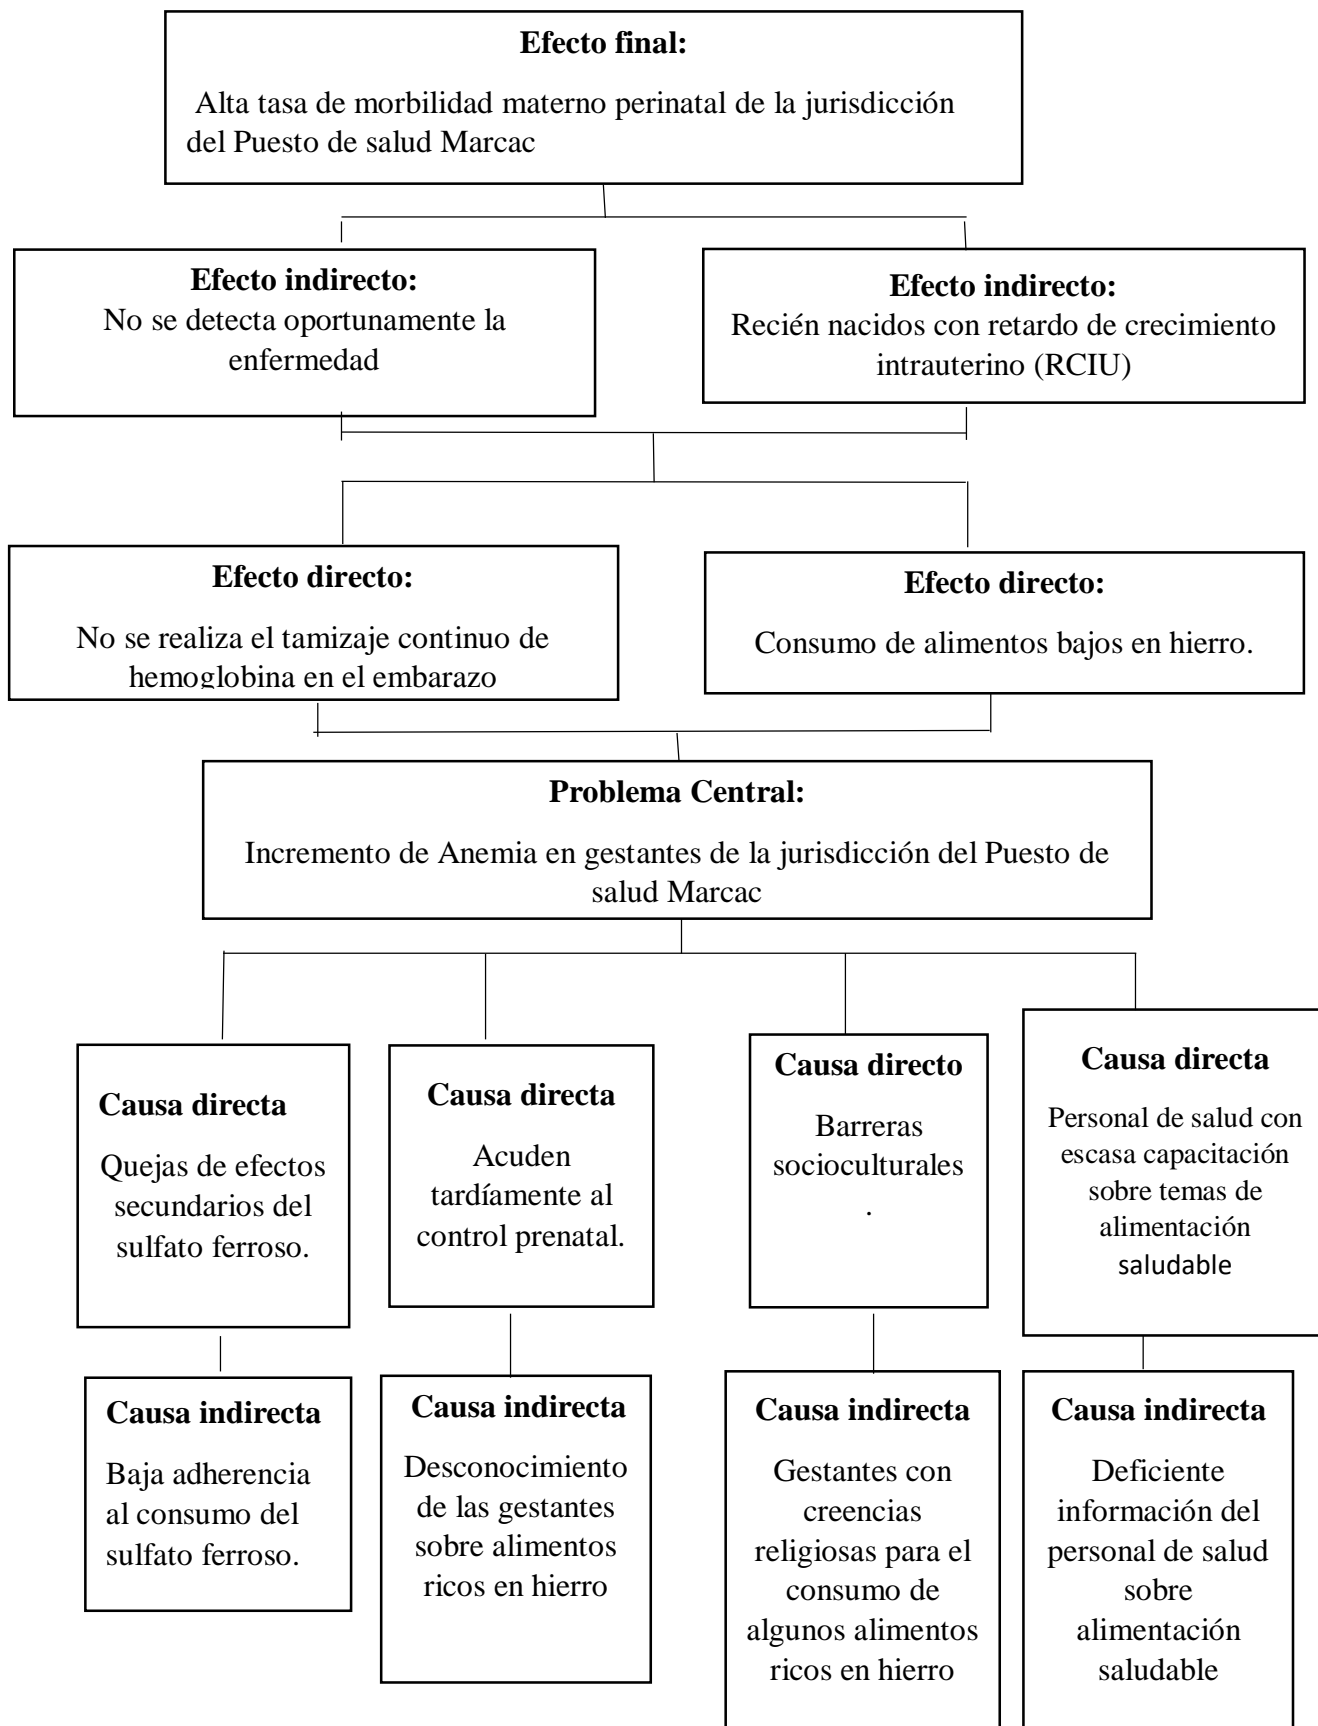 Efecto final:
Alta tasa de morbilidad materno perinatal de la jurisdicción
del Puesto de salud Marcac
Efecto indirecto:
No se detecta oportunamente la
enfermedad
Efecto indirecto:
Recién nacidos con retardo de crecimiento
intrauterino (RCIU)
Efecto directo:
No se realiza el tamizaje continuo de
hemoglobina en el embarazo
Efecto directo:
Consumo de alimentos bajos en hierro.
Problema Central:
Incremento de Anemia en gestantes de la jurisdicción del Puesto de
salud Marcac
Causa directa
Quejas de efectos
secundarios del
sulfato ferroso.
Causa directa
Acuden
tardíamente al
control prenatal.
Causa directo
Barreras
socioculturales
.
Causa directa
Personal de salud con
escasa capacitación
sobre temas de
alimentación
saludable
Causa indirecta
Baja adherencia
al consumo del
sulfato ferroso.
Causa indirecta
Desconocimiento
de las gestantes
sobre alimentos
ricos en hierro
Causa indirecta
Gestantes con
creencias
religiosas para el
consumo de
algunos alimentos
ricos en hierro
Causa indirecta
Deficiente
información del
personal de salud
sobre
alimentación
saludable